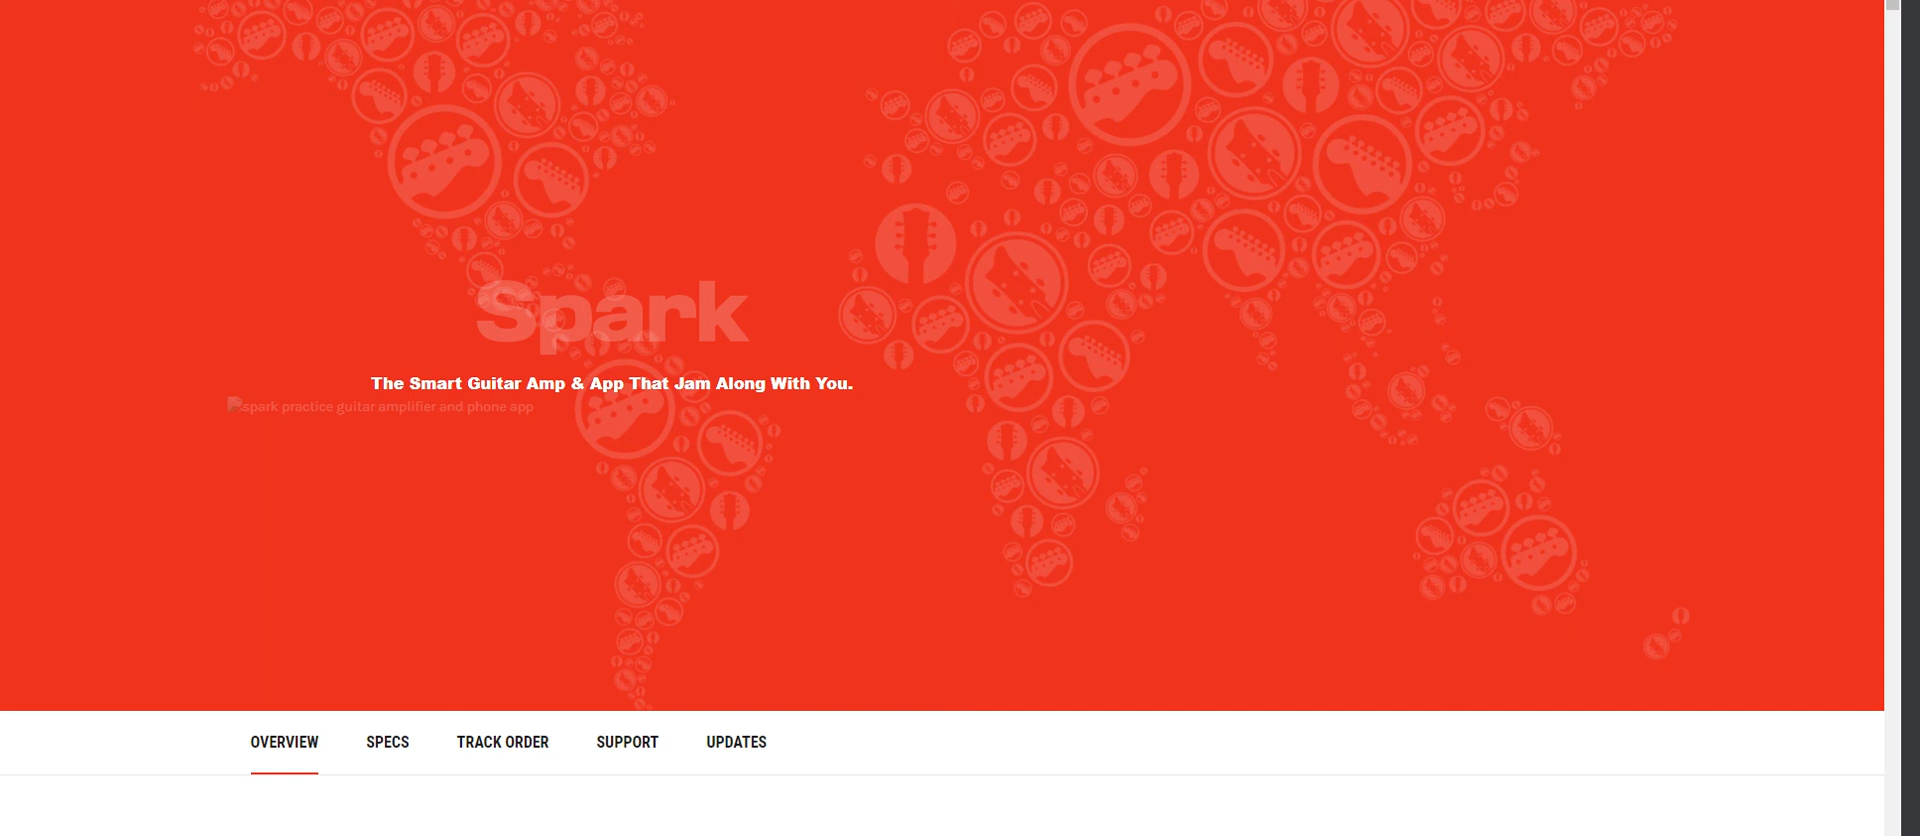 Spark
The Smart Guitar Amp & App That Jam Along With You.
spark practice guitar amplifier and phone app
OVERVIEW SPECS TRACK ORDER SUPPORT UPDATES